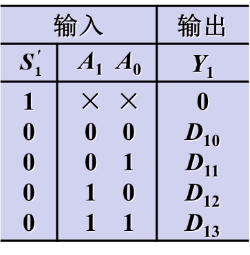 输入 输出
S₁′ A₁ A₀ Y₁
1 × × 0
0 0 0 D₁₀
0 0 1 D₁₁
0 1 0 D₁₂
0 1 1 D₁₃